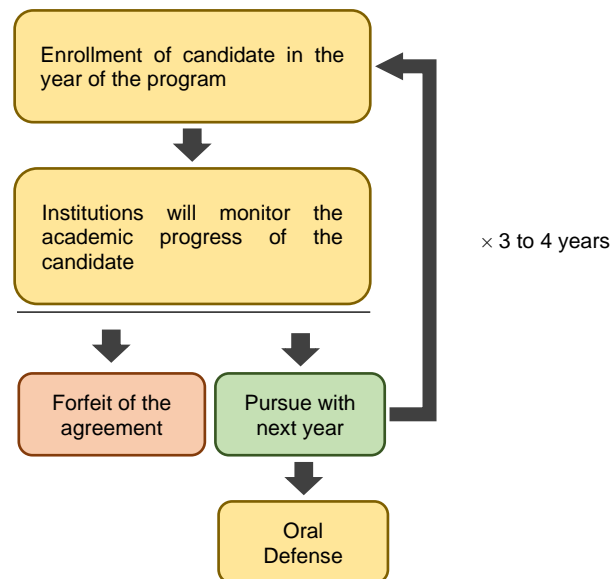 Enrollment of candidate in the
year of the program
Institutions will monitor the
academic progress of the
candidate
× 3 to 4 years
Forfeit of the
agreement
Pursue with
next year
Oral
Defense